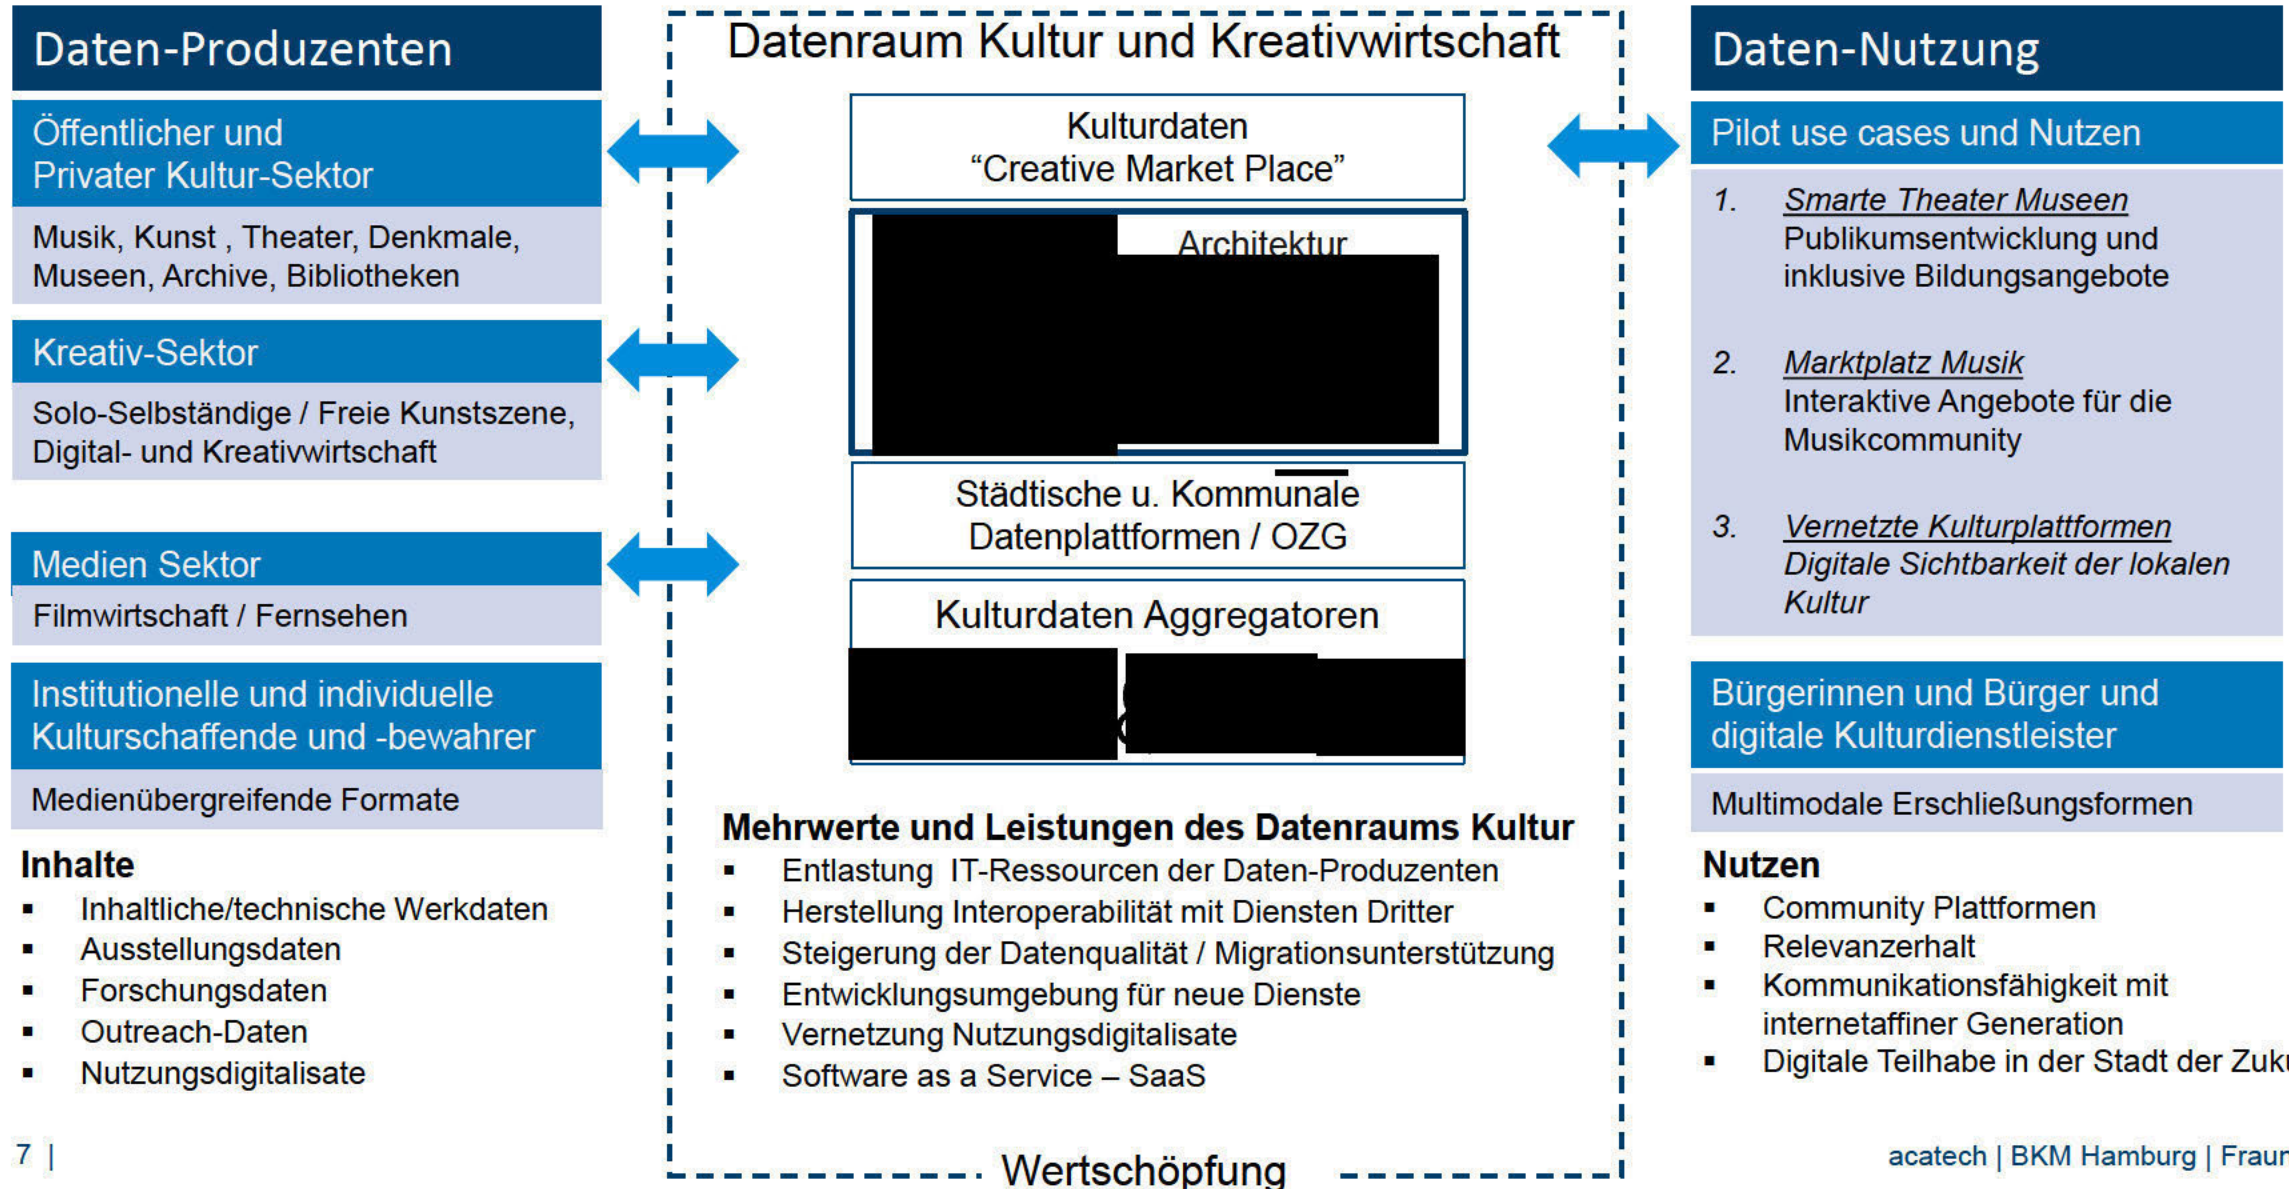 Daten-Produzenten
Öffentlicher und
Privater Kultur-Sektor
Musik, Kunst , Theater, Denkmale,
Museen, Archive, Bibliotheken
Kreativ-Sektor
Solo-Selbständige / Freie Kunstszene,
Digital- und Kreativwirtschaft
Medien Sektor
Filmwirtschaft / Fernsehen
Institutionelle und individuelle
Kulturschaffende und -bewahrer
Medienübergreifende Formate
Inhalte
▪ Inhaltliche/technische Werkdaten
▪ Ausstellungsdaten
▪ Forschungsdaten
▪ Outreach-Daten
▪ Nutzungsdigitalisate
7 |
Datenraum Kultur und Kreativwirtschaft
Kulturdaten
“Creative Market Place”
Architektur
Städtische u. Kommunale
Datenplattformen / OZG
Kulturdaten Aggregatoren
Mehrwerte und Leistungen des Datenraums Kultur
▪ Entlastung IT-Ressourcen der Daten-Produzenten
▪ Herstellung Interoperabilität mit Diensten Dritter
▪ Steigerung der Datenqualität / Migrationsunterstützung
▪ Entwicklungsumgebung für neue Dienste
▪ Vernetzung Nutzungsdigitalisate
▪ Software as a Service – SaaS
Wertschöpfung
Daten-Nutzung
Pilot use cases und Nutzen
1. Smarte Theater Museen
Publikumsentwicklung und
inklusive Bildungsangebote
2. Marktplatz Musik
Interaktive Angebote für die
Musikcommunity
3. Vernetzte Kulturplattformen
Digitale Sichtbarkeit der lokalen
Kultur
Bürgerinnen und Bürger und
digitale Kulturdienstleister
Multimodale Erschließungsformen
Nutzen
▪ Community Plattformen
▪ Relevanzerhalt
▪ Kommunikationsfähigkeit mit
internetaffiner Generation
▪ Digitale Teilhabe in der Stadt der Zuku
acatech | BKM Hamburg | Fraun